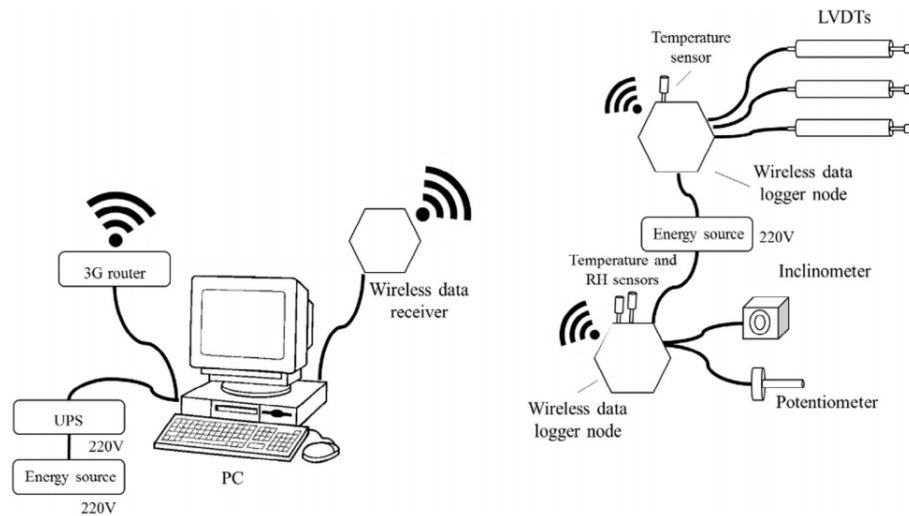 LVDTs
Temperature
sensor
Wireless data
logger node
Energy source
220V
Temperature and
RH sensors
Inclinometer
Potentiometer
Wireless data
logger node
3G router
Wireless data
receiver
UPS
220V
Energy source
220V
PC